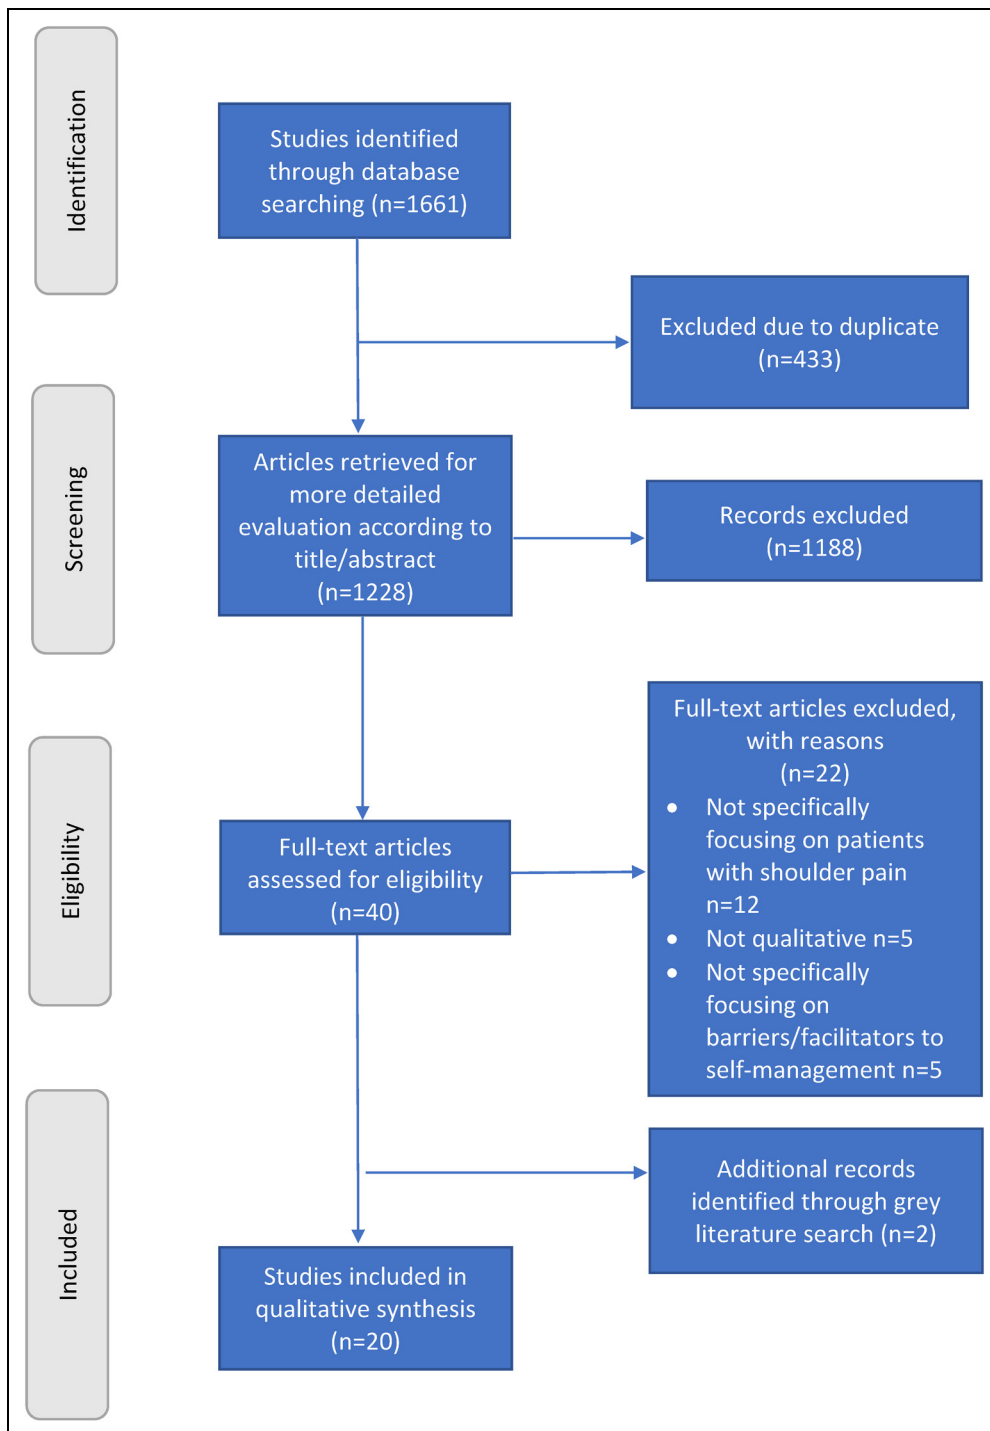 Identification
Studies identified
through database
searching (n=1661)
Excluded due to duplicate
(n=433)
Screening
Articles retrieved for
more detailed
evaluation according to
title/abstract
(n=1228)
Records excluded
(n=1188)
Eligibility
Full-text articles
assessed for eligibility
(n=40)
Full-text articles excluded,
with reasons
(n=22)
• Not specifically
focusing on patients
with shoulder pain
n=12
• Not qualitative n=5
• Not specifically
focusing on
barriers/facilitators to
self-management n=5
Included
Additional records
identified through grey
literature search (n=2)
Studies included in
qualitative synthesis
(n=20)